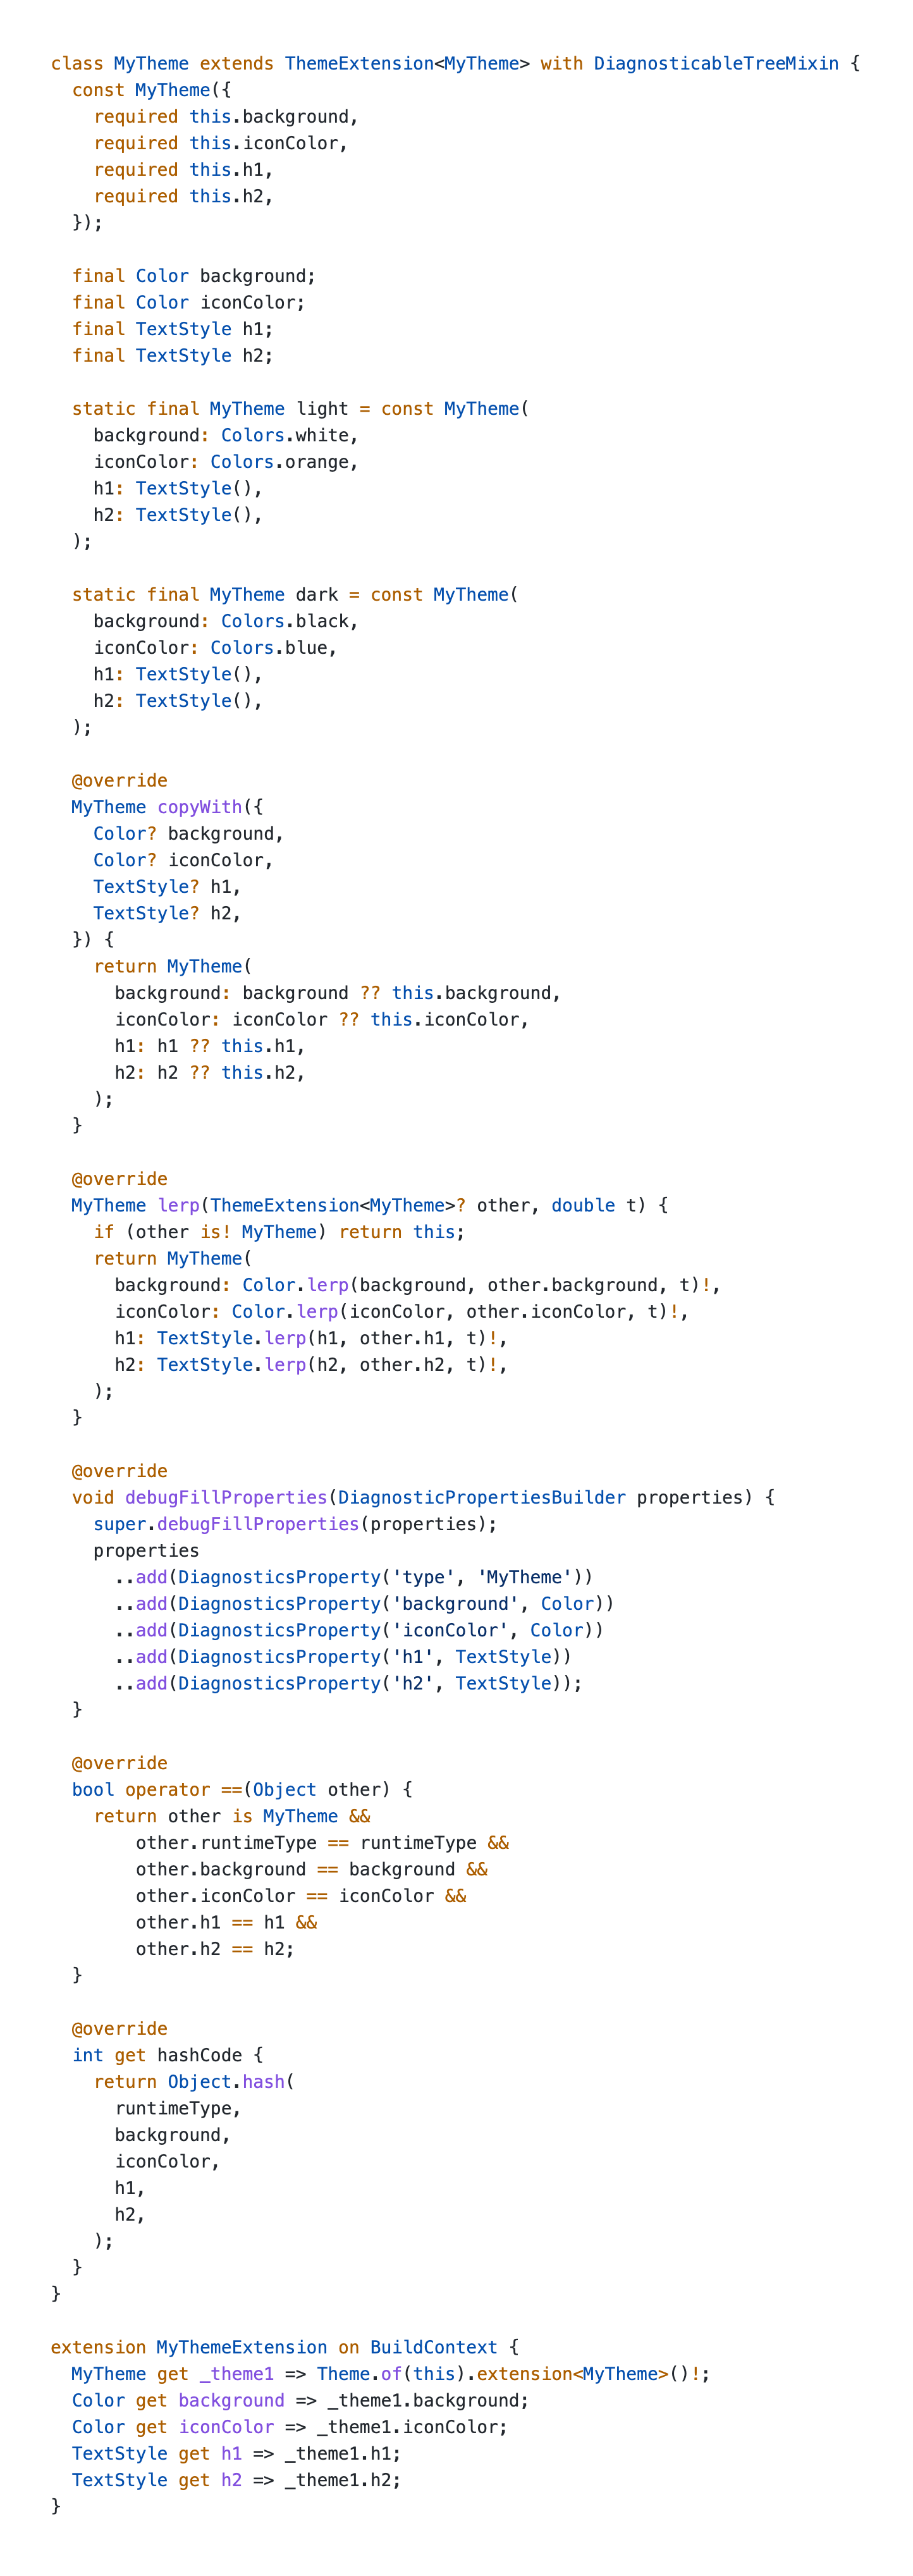 class MyTheme extends ThemeExtension<MyTheme> with DiagnosticableTreeMixin {
  const MyTheme({
    required this.background,
    required this.iconColor,
    required this.h1,
    required this.h2,
  });

  final Color background;
  final Color iconColor;
  final TextStyle h1;
  final TextStyle h2;

  static final MyTheme light = const MyTheme(
    background: Colors.white,
    iconColor: Colors.orange,
    h1: TextStyle(),
    h2: TextStyle(),
  );

  static final MyTheme dark = const MyTheme(
    background: Colors.black,
    iconColor: Colors.blue,
    h1: TextStyle(),
    h2: TextStyle(),
  );

  @override
  MyTheme copyWith({
    Color? background,
    Color? iconColor,
    TextStyle? h1,
    TextStyle? h2,
  }) {
    return MyTheme(
      background: background ?? this.background,
      iconColor: iconColor ?? this.iconColor,
      h1: h1 ?? this.h1,
      h2: h2 ?? this.h2,
    );
  }

  @override
  MyTheme lerp(ThemeExtension<MyTheme>? other, double t) {
    if (other is! MyTheme) return this;
    return MyTheme(
      background: Color.lerp(background, other.background, t)!,
      iconColor: Color.lerp(iconColor, other.iconColor, t)!,
      h1: TextStyle.lerp(h1, other.h1, t)!,
      h2: TextStyle.lerp(h2, other.h2, t)!,
    );
  }

  @override
  void debugFillProperties(DiagnosticPropertiesBuilder properties) {
    super.debugFillProperties(properties);
    properties
      ..add(DiagnosticsProperty('type', 'MyTheme'))
      ..add(DiagnosticsProperty('background', Color))
      ..add(DiagnosticsProperty('iconColor', Color))
      ..add(DiagnosticsProperty('h1', TextStyle))
      ..add(DiagnosticsProperty('h2', TextStyle));
  }

  @override
  bool operator ==(Object other) {
    return other is MyTheme &&
        other.runtimeType == runtimeType &&
        other.background == background &&
        other.iconColor == iconColor &&
        other.h1 == h1 &&
        other.h2 == h2;
  }

  @override
  int get hashCode {
    return Object.hash(
      runtimeType,
      background,
      iconColor,
      h1,
      h2,
    );
  }
}

extension MyThemeExtension on BuildContext {
  MyTheme get _theme1 => Theme.of(this).extension<MyTheme>()!;
  Color get background => _theme1.background;
  Color get iconColor => _theme1.iconColor;
  TextStyle get h1 => _theme1.h1;
  TextStyle get h2 => _theme1.h2;
}